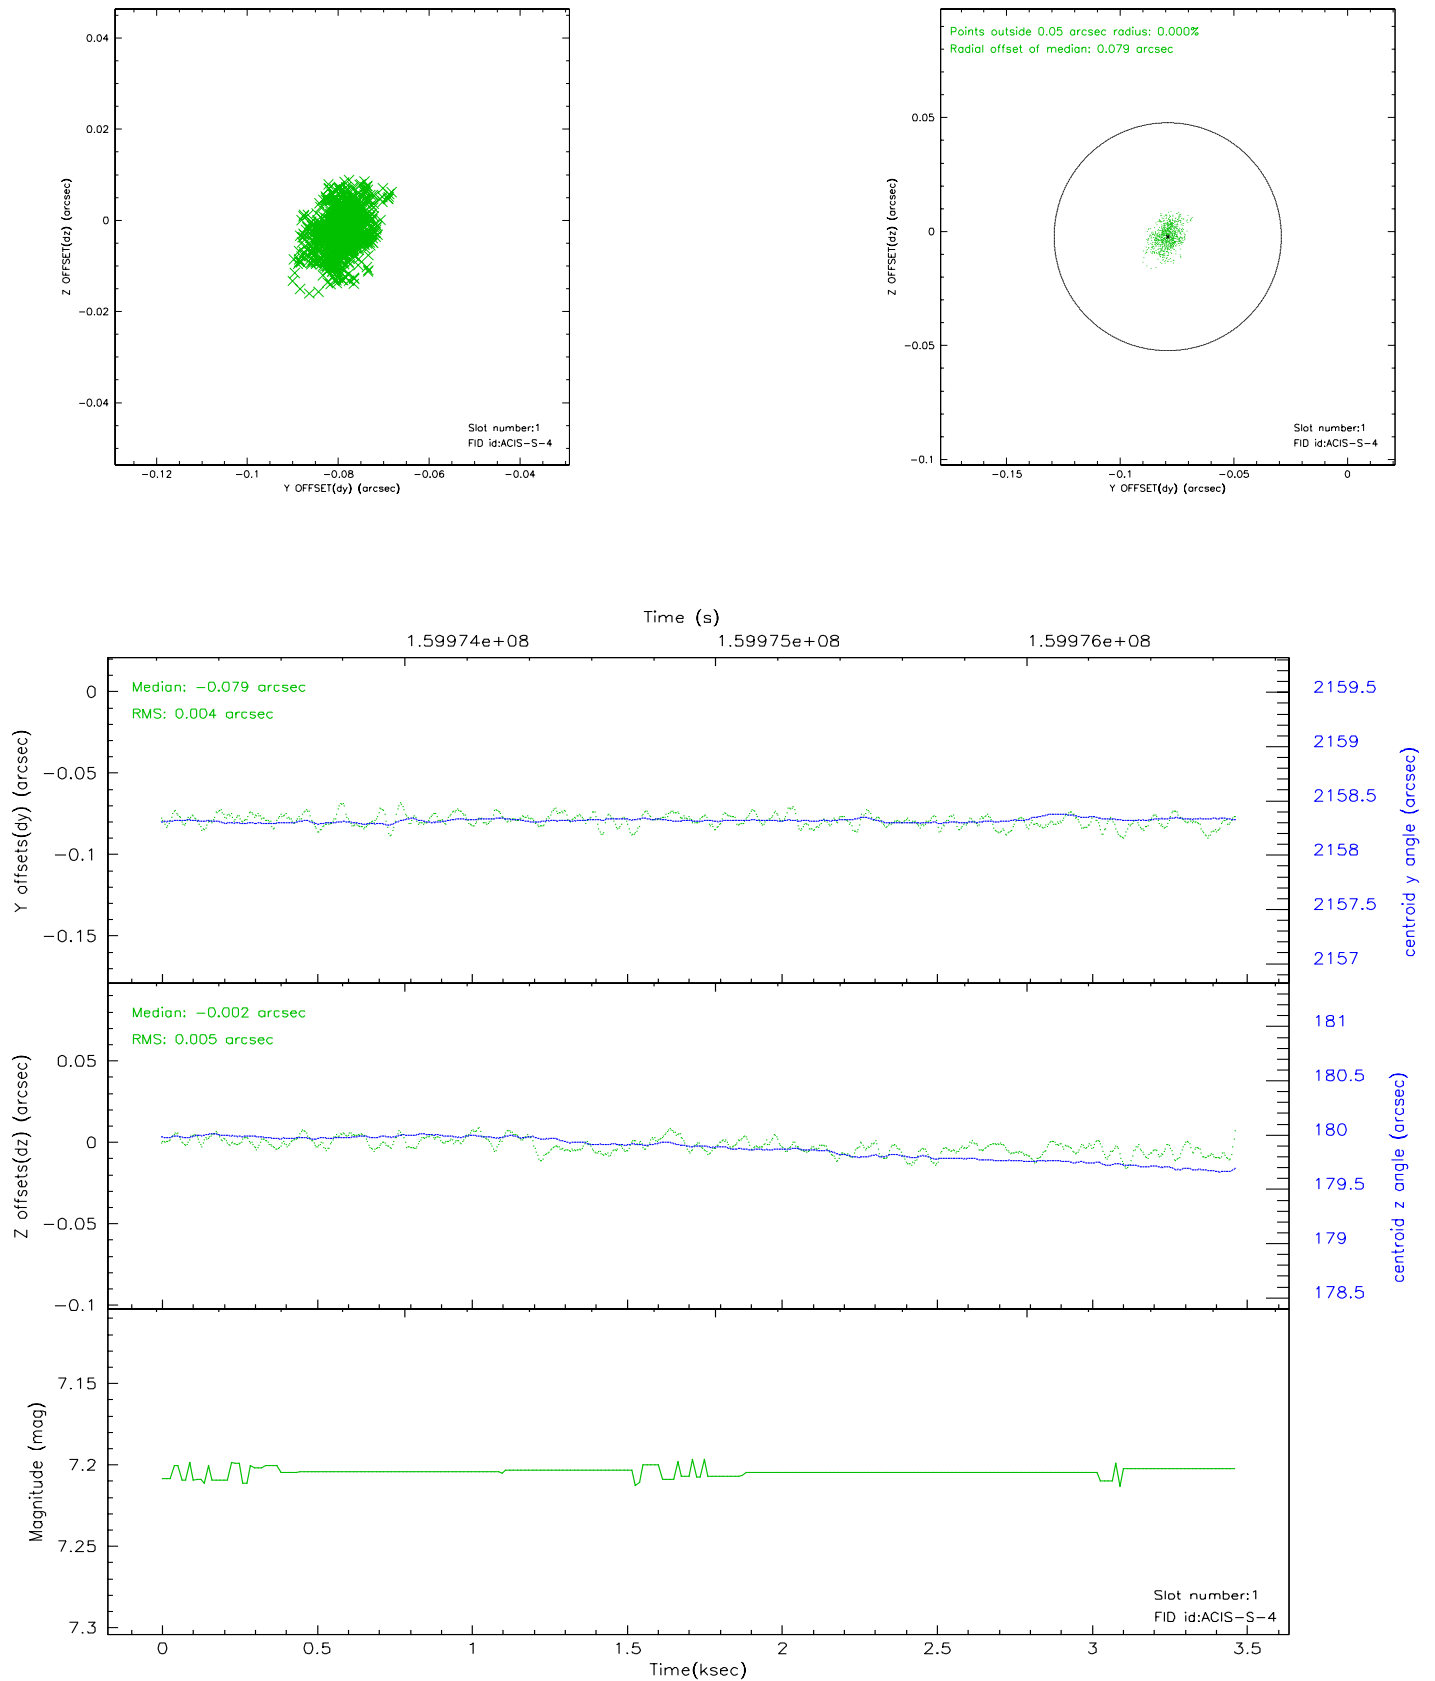 0.04
0.02
0
-0.02
-0.04
Z OFFSET(dz) (arcsec)
Slot number:1
FID id:ACIS-S-4
-0.12
-0.1
-0.08
-0.06
-0.04
Y OFFSET(dy) (arcsec)
Points outside 0.05 arcsec radius: 0.000%
Radial offset of median: 0.079 arcsec
0.05
0
-0.05
-0.1
Z OFFSET(dz) (arcsec)
Slot number:1
FID id:ACIS-S-4
-0.15
-0.1
-0.05
0
Y OFFSET(dy) (arcsec)
Time (s)
1.59974e+08
1.59975e+08
1.59976e+08
Median: -0.079 arcsec
RMS: 0.004 arcsec
0
-0.05
-0.1
-0.15
Y offsets(dy) (arcsec)
2159.5
2159
2158.5
2158
2157.5
2157
centroid y angle (arcsec)
Median: -0.002 arcsec
RMS: 0.005 arcsec
0.05
0
-0.05
-0.1
Z offsets(dz) (arcsec)
181
180.5
180
179.5
179
178.5
centroid z angle (arcsec)
7.15
7.2
7.25
7.3
Magnitude (mag)
Slot number:1
FID id:ACIS-S-4
0
0.5
1
1.5
2
2.5
3
3.5
Time(ksec)